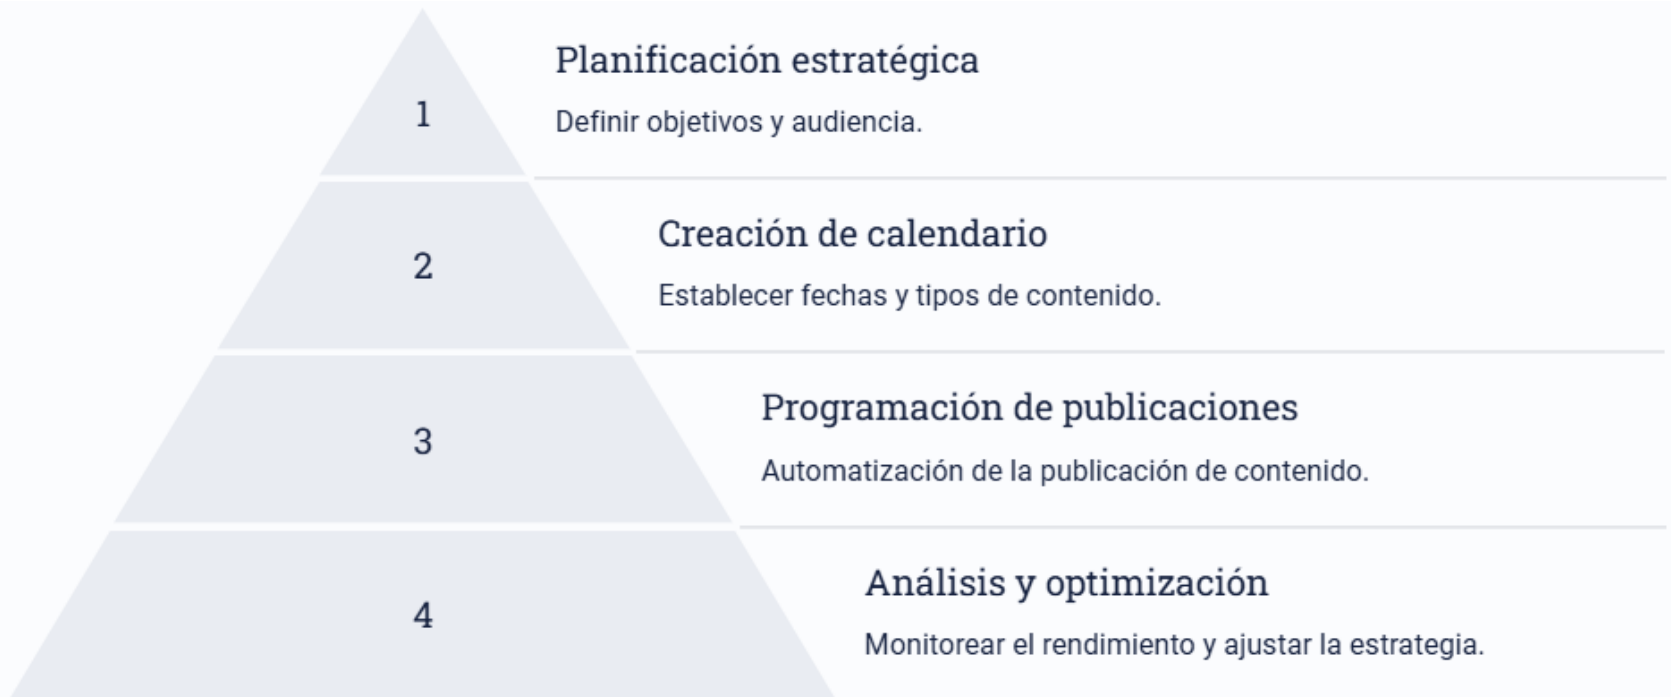 1
Planificación estratégica
Definir objetivos y audiencia.
2
Creación de calendario
Establecer fechas y tipos de contenido.
3
Programación de publicaciones
Automatización de la publicación de contenido.
4
Análisis y optimización
Monitorear el rendimiento y ajustar la estrategia.